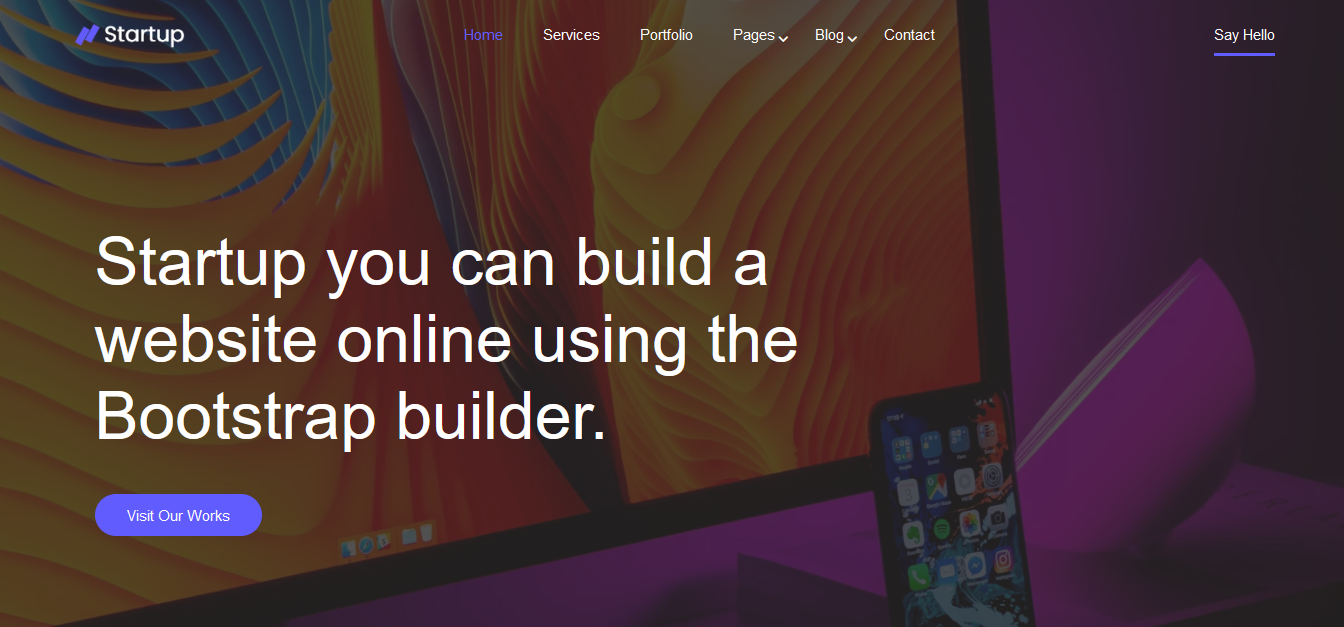 Startup
Home Services Portfolio Pages Blog Contact
Say Hello
Startup you can build a
website online using the
Bootstrap builder.
Visit Our Works